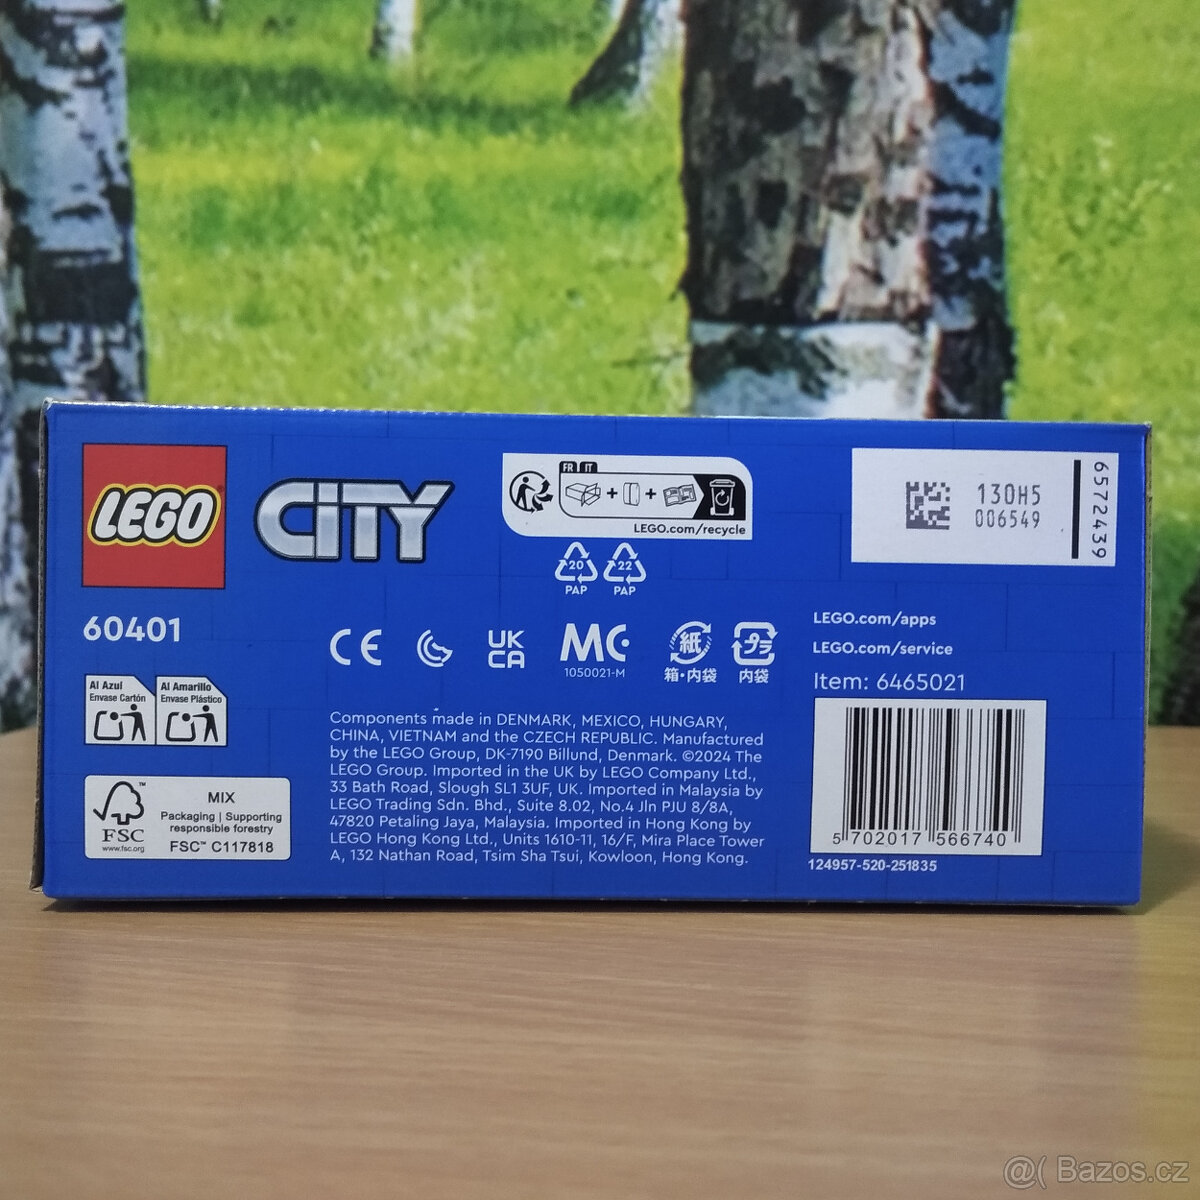 LEGO
CITY
60401
FR IT
LEGO.com/recycle
20
PAP
22
PAP
130H5
006549
6572439
CE
UK
CA
MC
1050021-M
紙
箱・内袋
プラ
内袋
LEGO.com/apps
LEGO.com/service
Item: 6465021
Al Azul
Envase Cartón
Al Amarillo
Envase Plástico
FSC
www.fsc.org
MIX
Packaging | Supporting
responsible forestry
FSC™ C117818
Components made in DENMARK, MEXICO, HUNGARY,
CHINA, VIETNAM and the CZECH REPUBLIC. Manufactured
by the LEGO Group, DK-7190 Billund, Denmark. ©2024 The
LEGO Group. Imported in the UK by LEGO Company Ltd.,
33 Bath Road, Slough SL1 3UF, UK. Imported in Malaysia by
LEGO Trading Sdn. Bhd., Suite 8.02, No.4 Jln PJU 8/8A,
47820 Petaling Jaya, Malaysia. Imported in Hong Kong by
LEGO Hong Kong Ltd., Units 1610-11, 16/F, Mira Place Tower
A, 132 Nathan Road, Tsim Sha Tsui, Kowloon, Hong Kong.
5 702017 566740
124957-520-251835
@( Bazos.cz